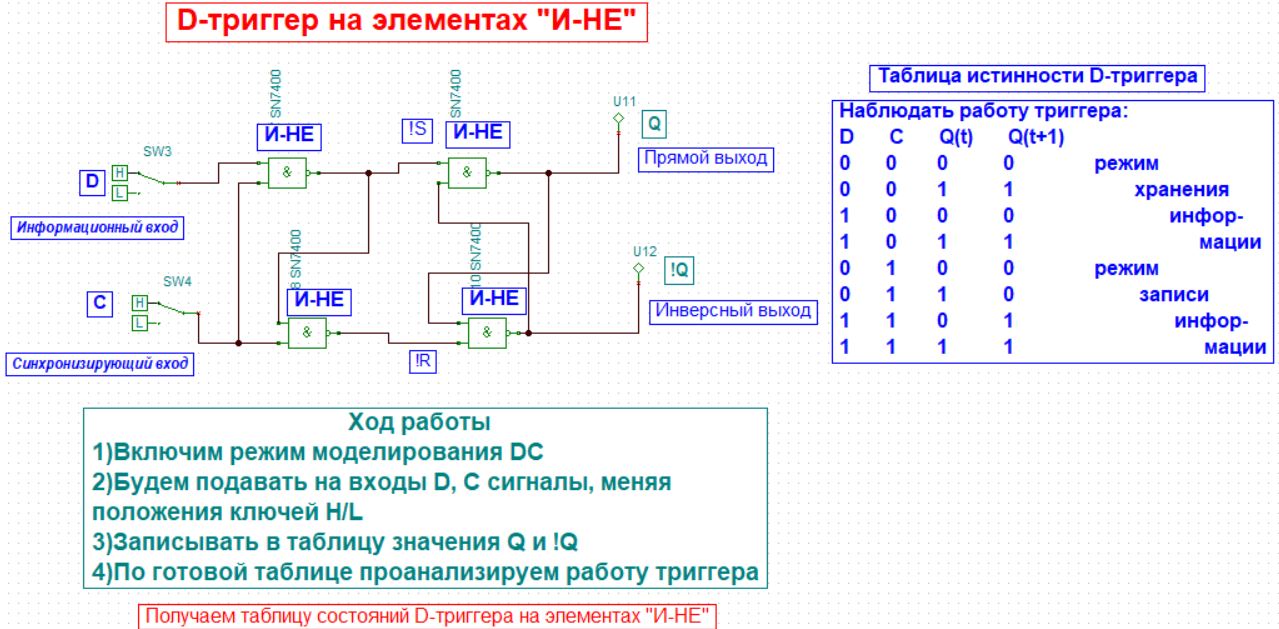 D-триггер на элементах "И-НЕ"
SN7400
SN7400
И-НЕ
!S
И-НЕ
U11
Q
Прямой выход
SW3
D
H
L
&
&
Информационный вход
8 SN7400
10 SN7400
U12
!Q
SW4
C
H
L
И-НЕ
И-НЕ
Инверсный выход
&
&
Синхронизирующий вход
!R
Таблица истинности D-триггера
Наблюдать работу триггера:
D C Q(t) Q(t+1)
0 0 0 0 режим
0 0 1 1 хранения
1 0 0 0 инфор-
1 0 1 1 мации
0 1 0 0 режим
0 1 1 0 записи
1 1 0 1 инфор-
1 1 1 1 мации
Ход работы
1)Включим режим моделирования DC
2)Будем подавать на входы D, C сигналы, меняя
положения ключей H/L
3)Записывать в таблицу значения Q и !Q
4)По готовой таблице проанализируем работу триггера
Получаем таблицу состояний D-триггера на элементах "И-НЕ"